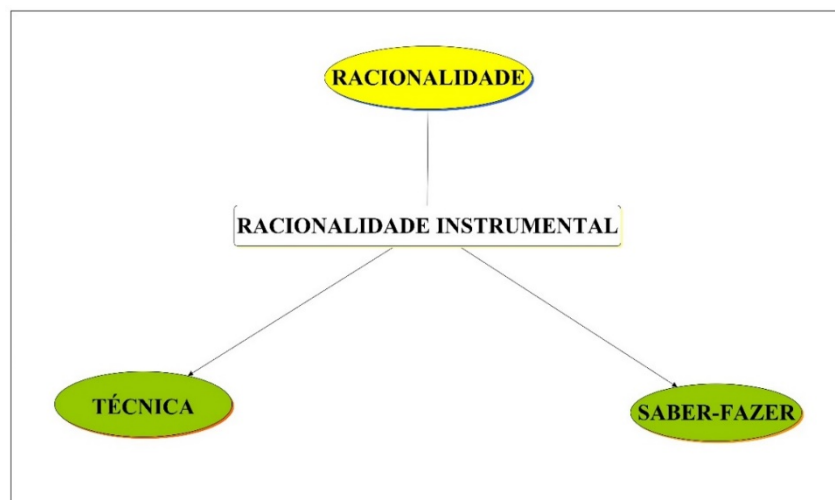 RACIONALIDADE
RACIONALIDADE INSTRUMENTAL
TÉCNICA
SABER-FAZER